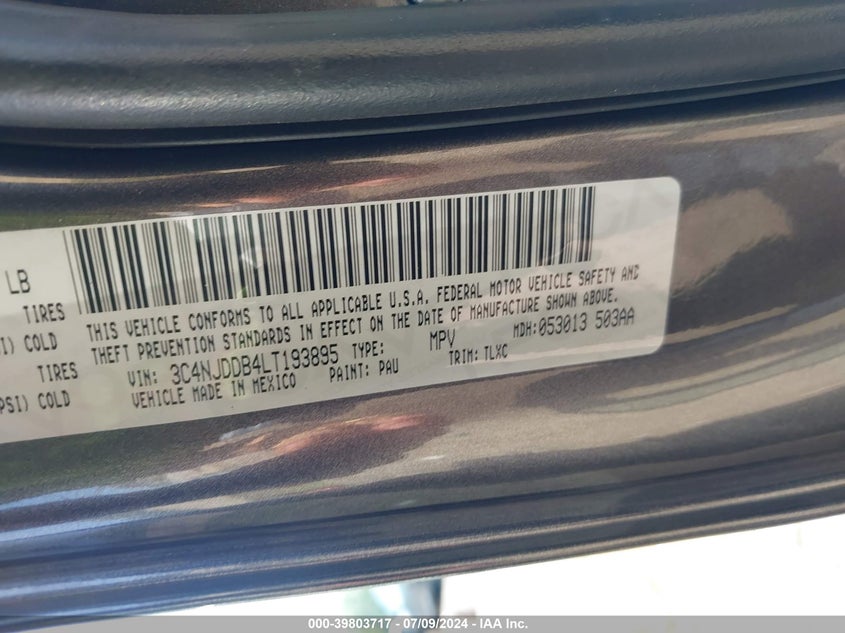 LB
TIRES
I) COLD
TIRES
PSI) COLD
THIS VEHICLE CONFORMS TO ALL APPLICABLE U.S.A. FEDERAL MOTOR VEHICLE SAFETY AND
THEFT PREVENTION STANDARDS IN EFFECT ON THE DATE OF MANUFACTURE SHOWN ABOVE.
VIN: 3C4NJDDB4LT193895 TYPE: MPV MDH:053013 503AA
VEHICLE MADE IN MEXICO PAINT: PAU TRIM: TLXC
000-39803717 - 07/09/2024 - IAA Inc.